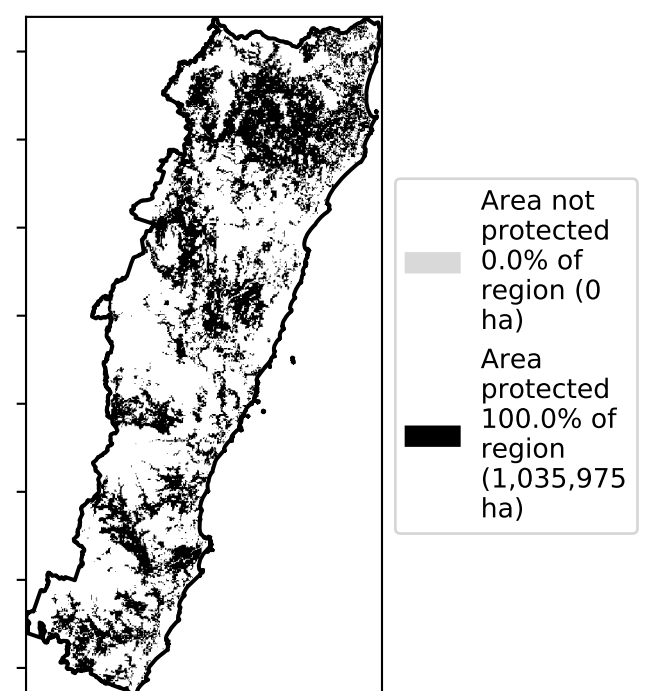 Area not
protected
0.0% of
region (0
ha)
Area
protected
100.0% of
region
(1,035,975
ha)